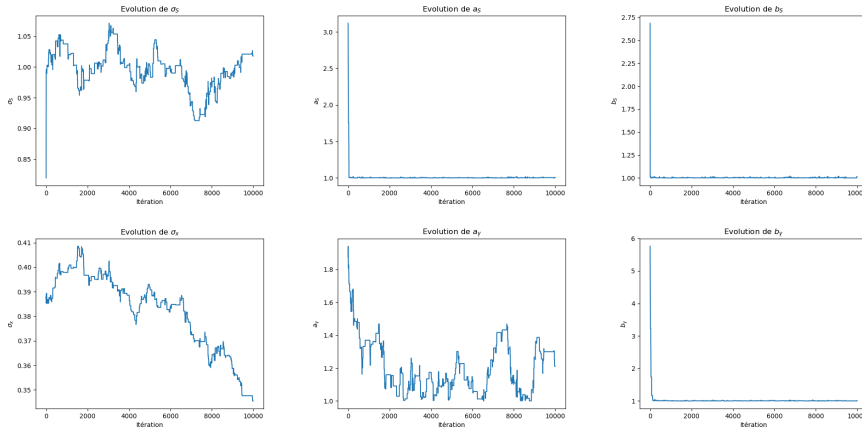 Evolution de σS
Evolution de aS
Evolution de bS
1.05
1.00
0.95
0.90
0.85
σS
3.0
2.5
2.0
1.5
1.0
aS
2.75
2.50
2.25
2.00
1.75
1.50
1.25
1.00
bS
0 2000 4000 6000 8000 10000
0 2000 4000 6000 8000 10000
0 2000 4000 6000 8000 10000
Itération
Itération
Itération
Evolution de σx
Evolution de aγ
Evolution de bγ
0.41
0.40
0.39
0.38
0.37
0.36
0.35
σx
1.8
1.6
1.4
1.2
1.0
aγ
6
5
4
3
2
1
bγ
0 2000 4000 6000 8000 10000
0 2000 4000 6000 8000 10000
0 2000 4000 6000 8000 10000
Itération
Itération
Itération